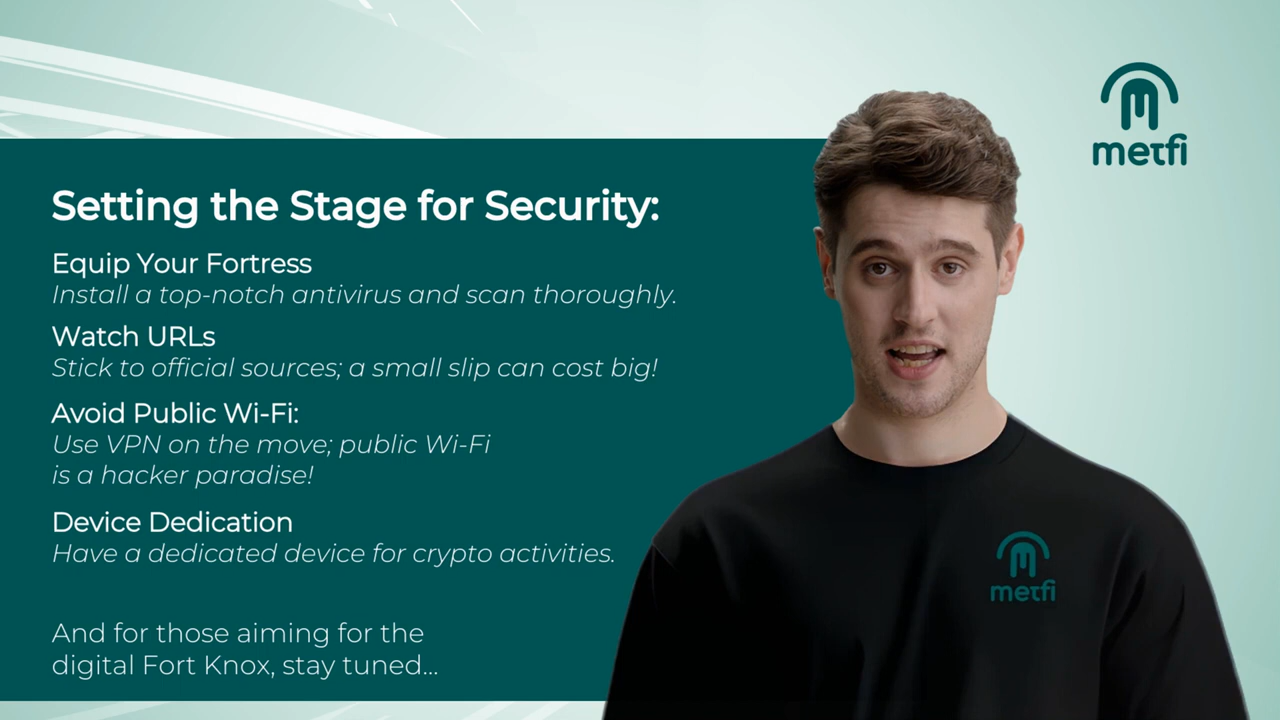 metfi
Setting the Stage for Security:
Equip Your Fortress
Install a top-notch antivirus and scan thoroughly.
Watch URLs
Stick to official sources; a small slip can cost big!
Avoid Public Wi-Fi:
Use VPN on the move; public Wi-Fi
is a hacker paradise!
Device Dedication
Have a dedicated device for crypto activities.
And for those aiming for the
digital Fort Knox, stay tuned...
metfi